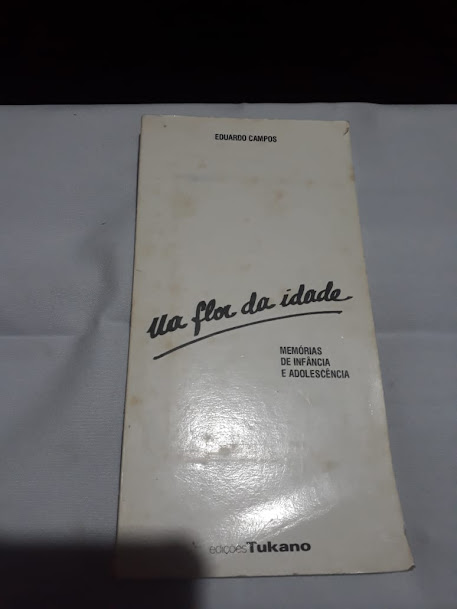 EDUARDO CAMPOS
Na flor da idade
MEMÓRIAS
DE INFÂNCIA
E ADOLESCÊNCIA
edições Tukano